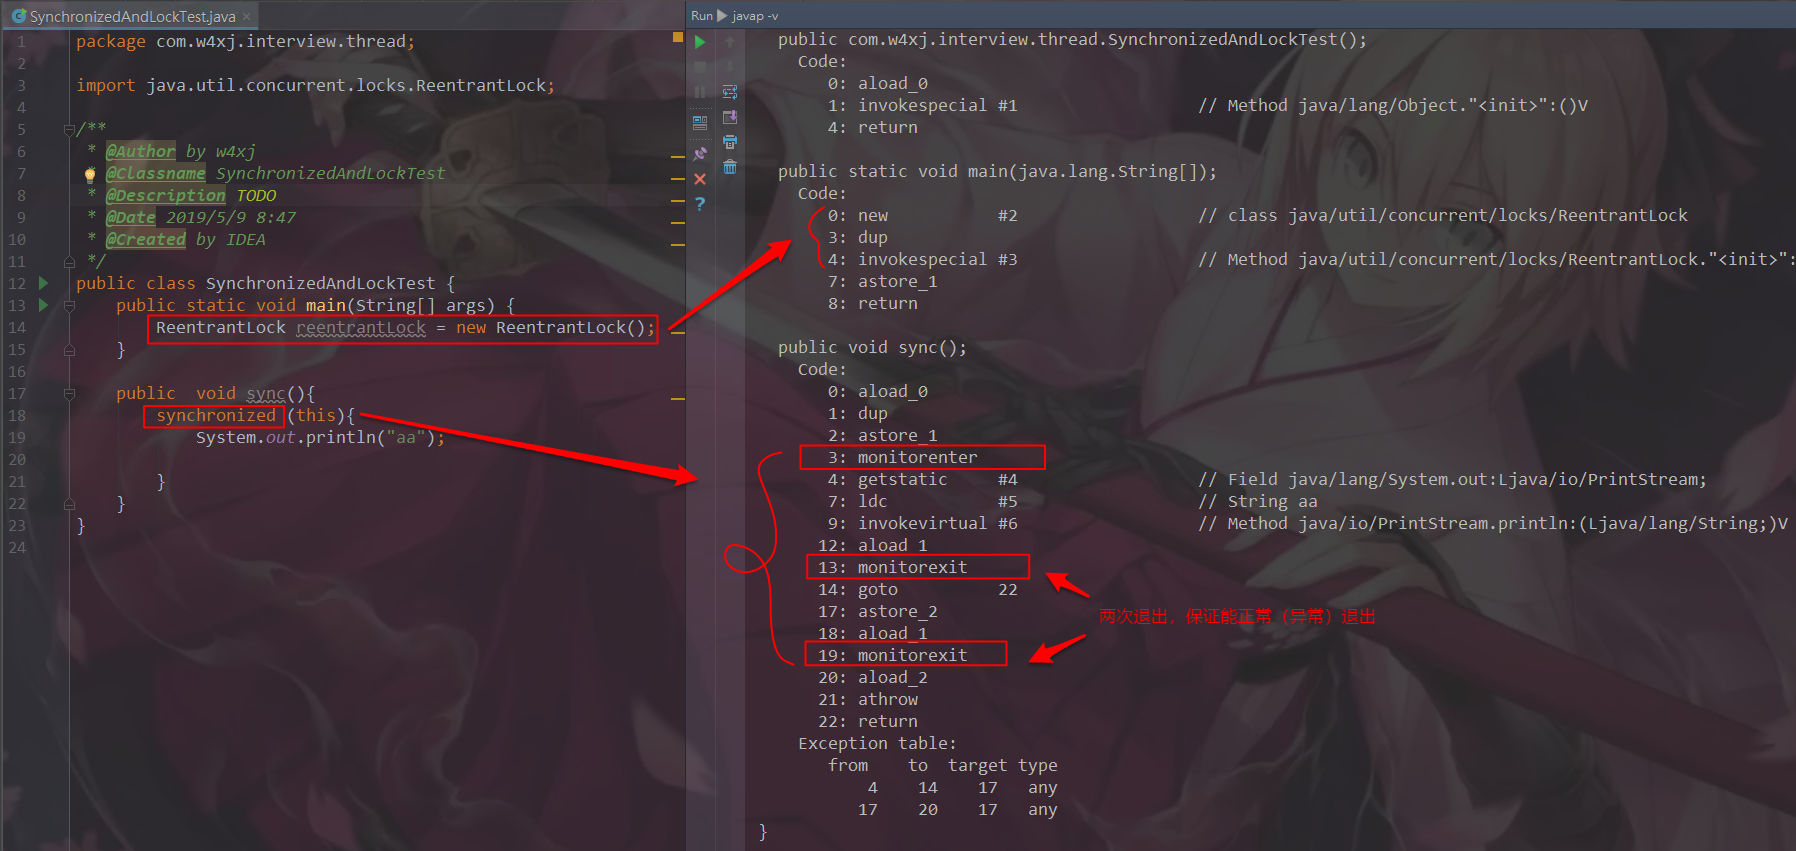 SynchronizedAndLockTest.java
1 package com.w4xj.interview.thread;
2
3 import java.util.concurrent.locks.ReentrantLock;
4
5 /**
6 * @Author by w4xj
7 * @Classname SynchronizedAndLockTest
8 * @Description TODO
9 * @Date 2019/5/9 8:47
10 * @Created by IDEA
11 */
12 public class SynchronizedAndLockTest {
13 public static void main(String[] args) {
14 ReentrantLock reentrantLock = new ReentrantLock();
15 }
16
17 public  void sync(){
18 synchronized (this){
19 System.out.println("aa");
20
21 }
22 }
23 }
24
Run javap -v
public com.w4xj.interview.thread.SynchronizedAndLockTest();
Code:
0: aload_0
1: invokespecial #1 // Method java/lang/Object."<init>":()V
4: return
public static void main(java.lang.String[]);
Code:
0: new #2 // class java/util/concurrent/locks/ReentrantLock
3: dup
4: invokespecial #3 // Method java/util/concurrent/locks/ReentrantLock."<init>":
7: astore_1
8: return
public void sync();
Code:
0: aload_0
1: dup
2: astore_1
3: monitorenter
4: getstatic #4 // Field java/lang/System.out:Ljava/io/PrintStream;
7: ldc #5 // String aa
9: invokevirtual #6 // Method java/io/PrintStream.println:(Ljava/lang/String;)V
12: aload_1
13: monitorexit
14: goto 22
17: astore_2
两次退出，保证能正常（异常）退出
18: aload_1
19: monitorexit
20: aload_2
21: athrow
22: return
Exception table:
from to target type
4 14 17 any
17 20 17 any
}